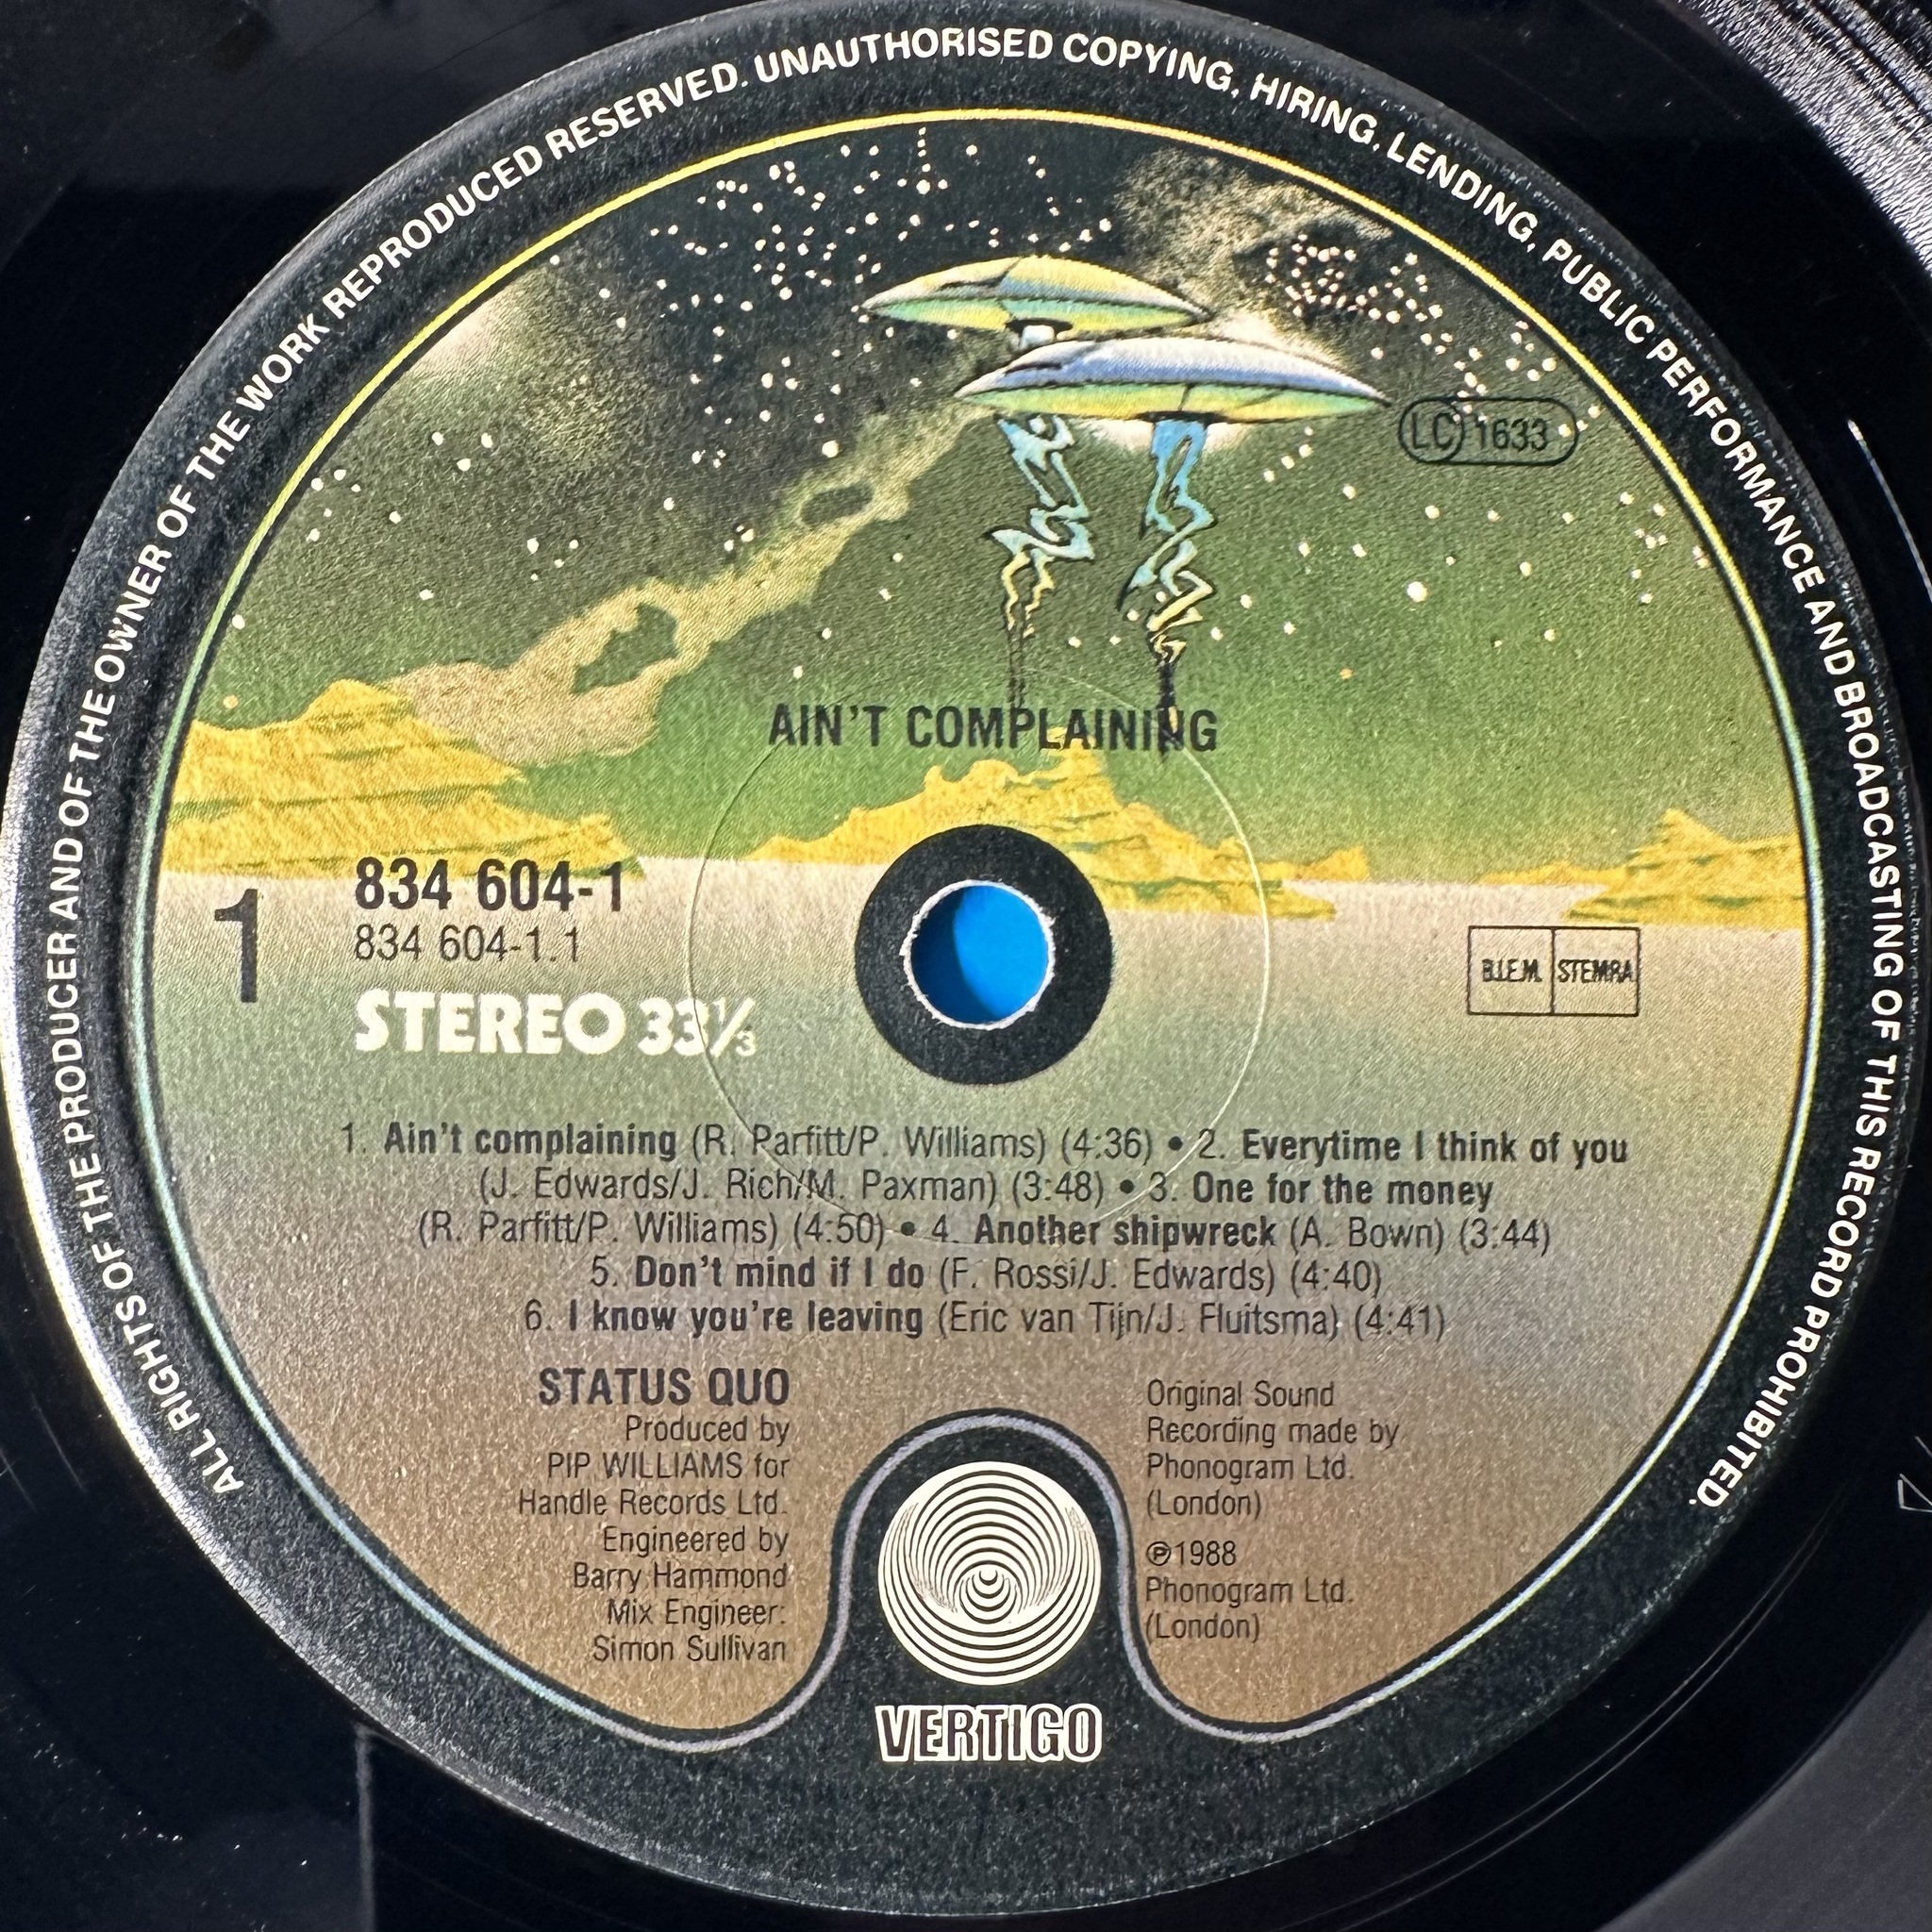 ALL RIGHTS OF THE PRODUCER AND OF THE OWNER OF THE WORK REPRODUCED RESERVED. UNAUTHORISED COPYING, HIRING, LENDING, PUBLIC PERFORMANCE AND BROADCASTING OF THIS RECORD PROHIBITED.
LC 1633
AIN'T COMPLAINING
1
834 604-1
834 604-1.1
STEREO 33⅓
B.I.E.M. STEMRA
1. Ain't complaining (R. Parfitt/P. Williams) (4:36) • 2. Everytime I think of you
(J. Edwards/J. Rich/M. Paxman) (3:48) • 3. One for the money
(R. Parfitt/P. Williams) (4:50) • 4. Another shipwreck (A. Bown) (3:44)
5. Don't mind if I do (F. Rossi/J. Edwards) (4:40)
6. I know you're leaving (Eric van Tijn/J. Fluitsma) (4:41)
STATUS QUO
Produced by
PIP WILLIAMS for
Handle Records Ltd.
Engineered by
Barry Hammond
Mix Engineer:
Simon Sullivan
Original Sound
Recording made by
Phonogram Ltd.
(London)
℗1988
Phonogram Ltd.
(London)
VERTIGO